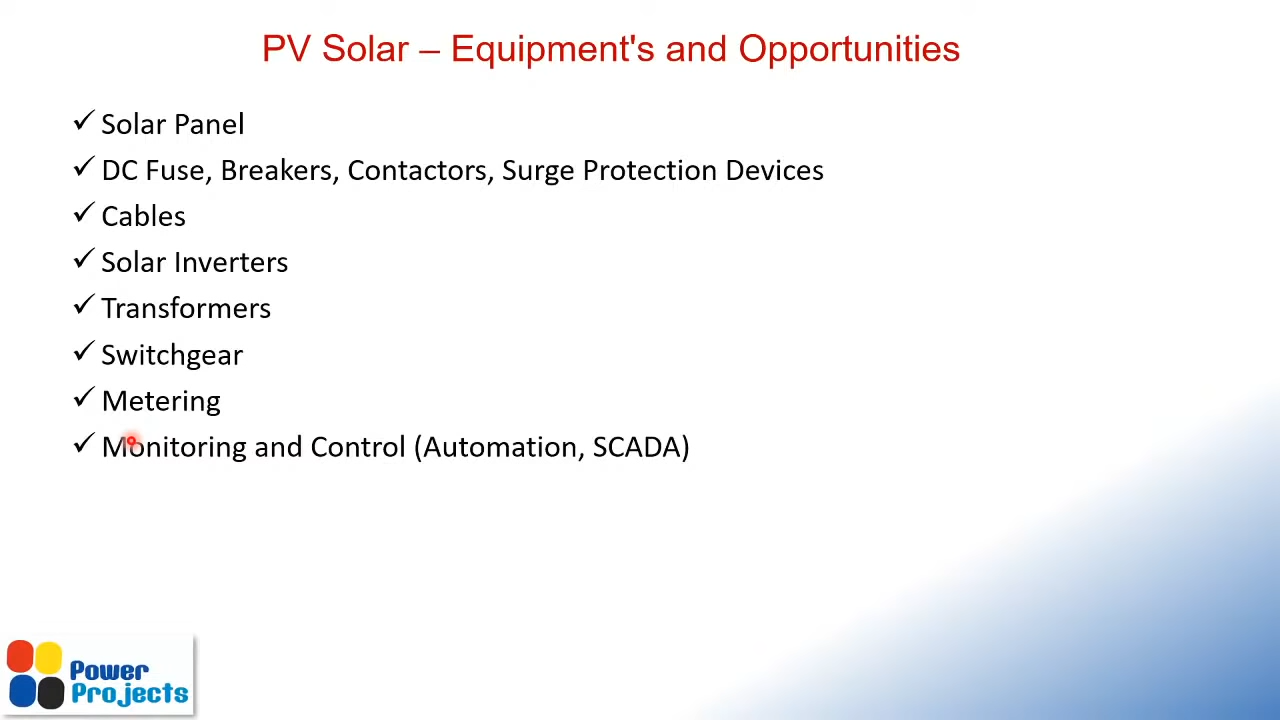 PV Solar – Equipment's and Opportunities
✓ Solar Panel
✓ DC Fuse, Breakers, Contactors, Surge Protection Devices
✓ Cables
✓ Solar Inverters
✓ Transformers
✓ Switchgear
✓ Metering
✓ Monitoring and Control (Automation, SCADA)
Power
Projects